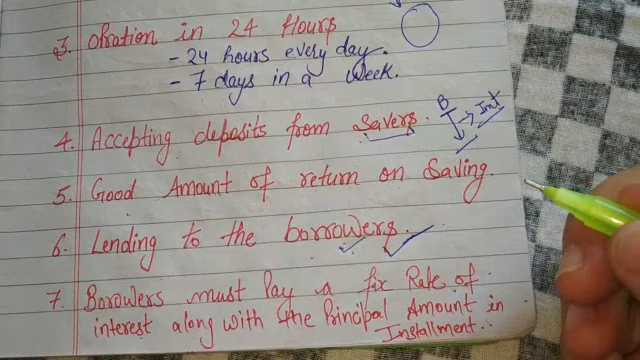 3. Oration in 24 Hours
- 24 hours every day.
- 7 days in a week.
4. Accepting deposits from Savers.
B
Int
5. Good Amount of return on Saving.
6. Lending to the borrowers.
7. Borowers must Pay a fix Rate of
interest along with the Principal Amount in
Installment.